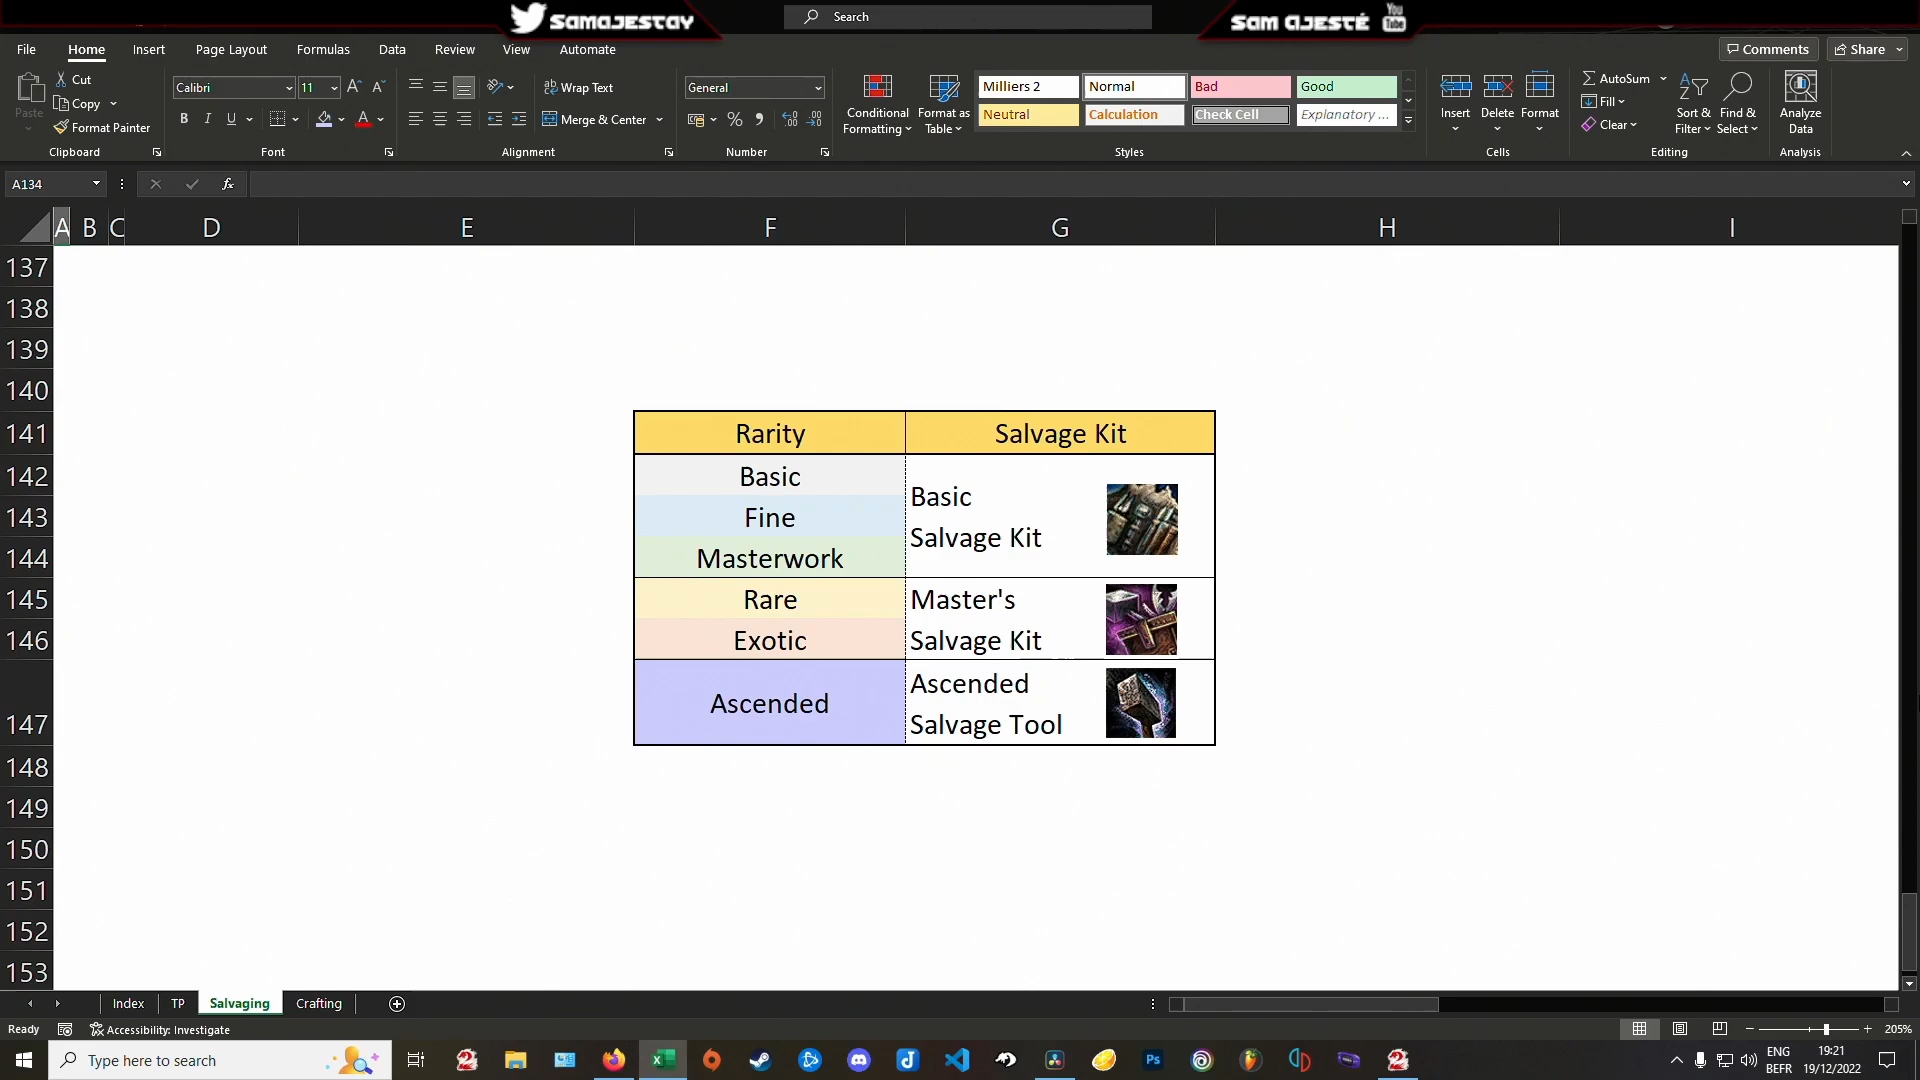 SAMAJESTAY
Search
SAM AJESTÉ
You
Tube
File
Home
Insert
Page Layout
Formulas
Data
Review
View
Automate
Comments
Share
Paste
Cut
Copy
Format Painter
Clipboard
Calibri
11
B
I
U
Font
Wrap Text
Merge & Center
Alignment
General
%
Number
Conditional
Formatting
Format as
Table
Milliers 2
Normal
Bad
Good
Neutral
Calculation
Check Cell
Explanatory ...
Styles
Insert
Delete
Format
Cells
AutoSum
Fill
Clear
Sort &
Filter
Find &
Select
Editing
Analyze
Data
Analysis
A134
fx
A B C D E F G H I
137
138
139
140
141
142
143
144
145
146
147
148
149
150
151
152
153
Rarity
Salvage Kit
Basic
Fine
Masterwork
Basic
Salvage Kit
Rare
Exotic
Master's
Salvage Kit
Ascended
Ascended
Salvage Tool
Index
TP
Salvaging
Crafting
Ready
Accessibility: Investigate
205%
Type here to search
Ps
ENG
BEFR
19:21
19/12/2022